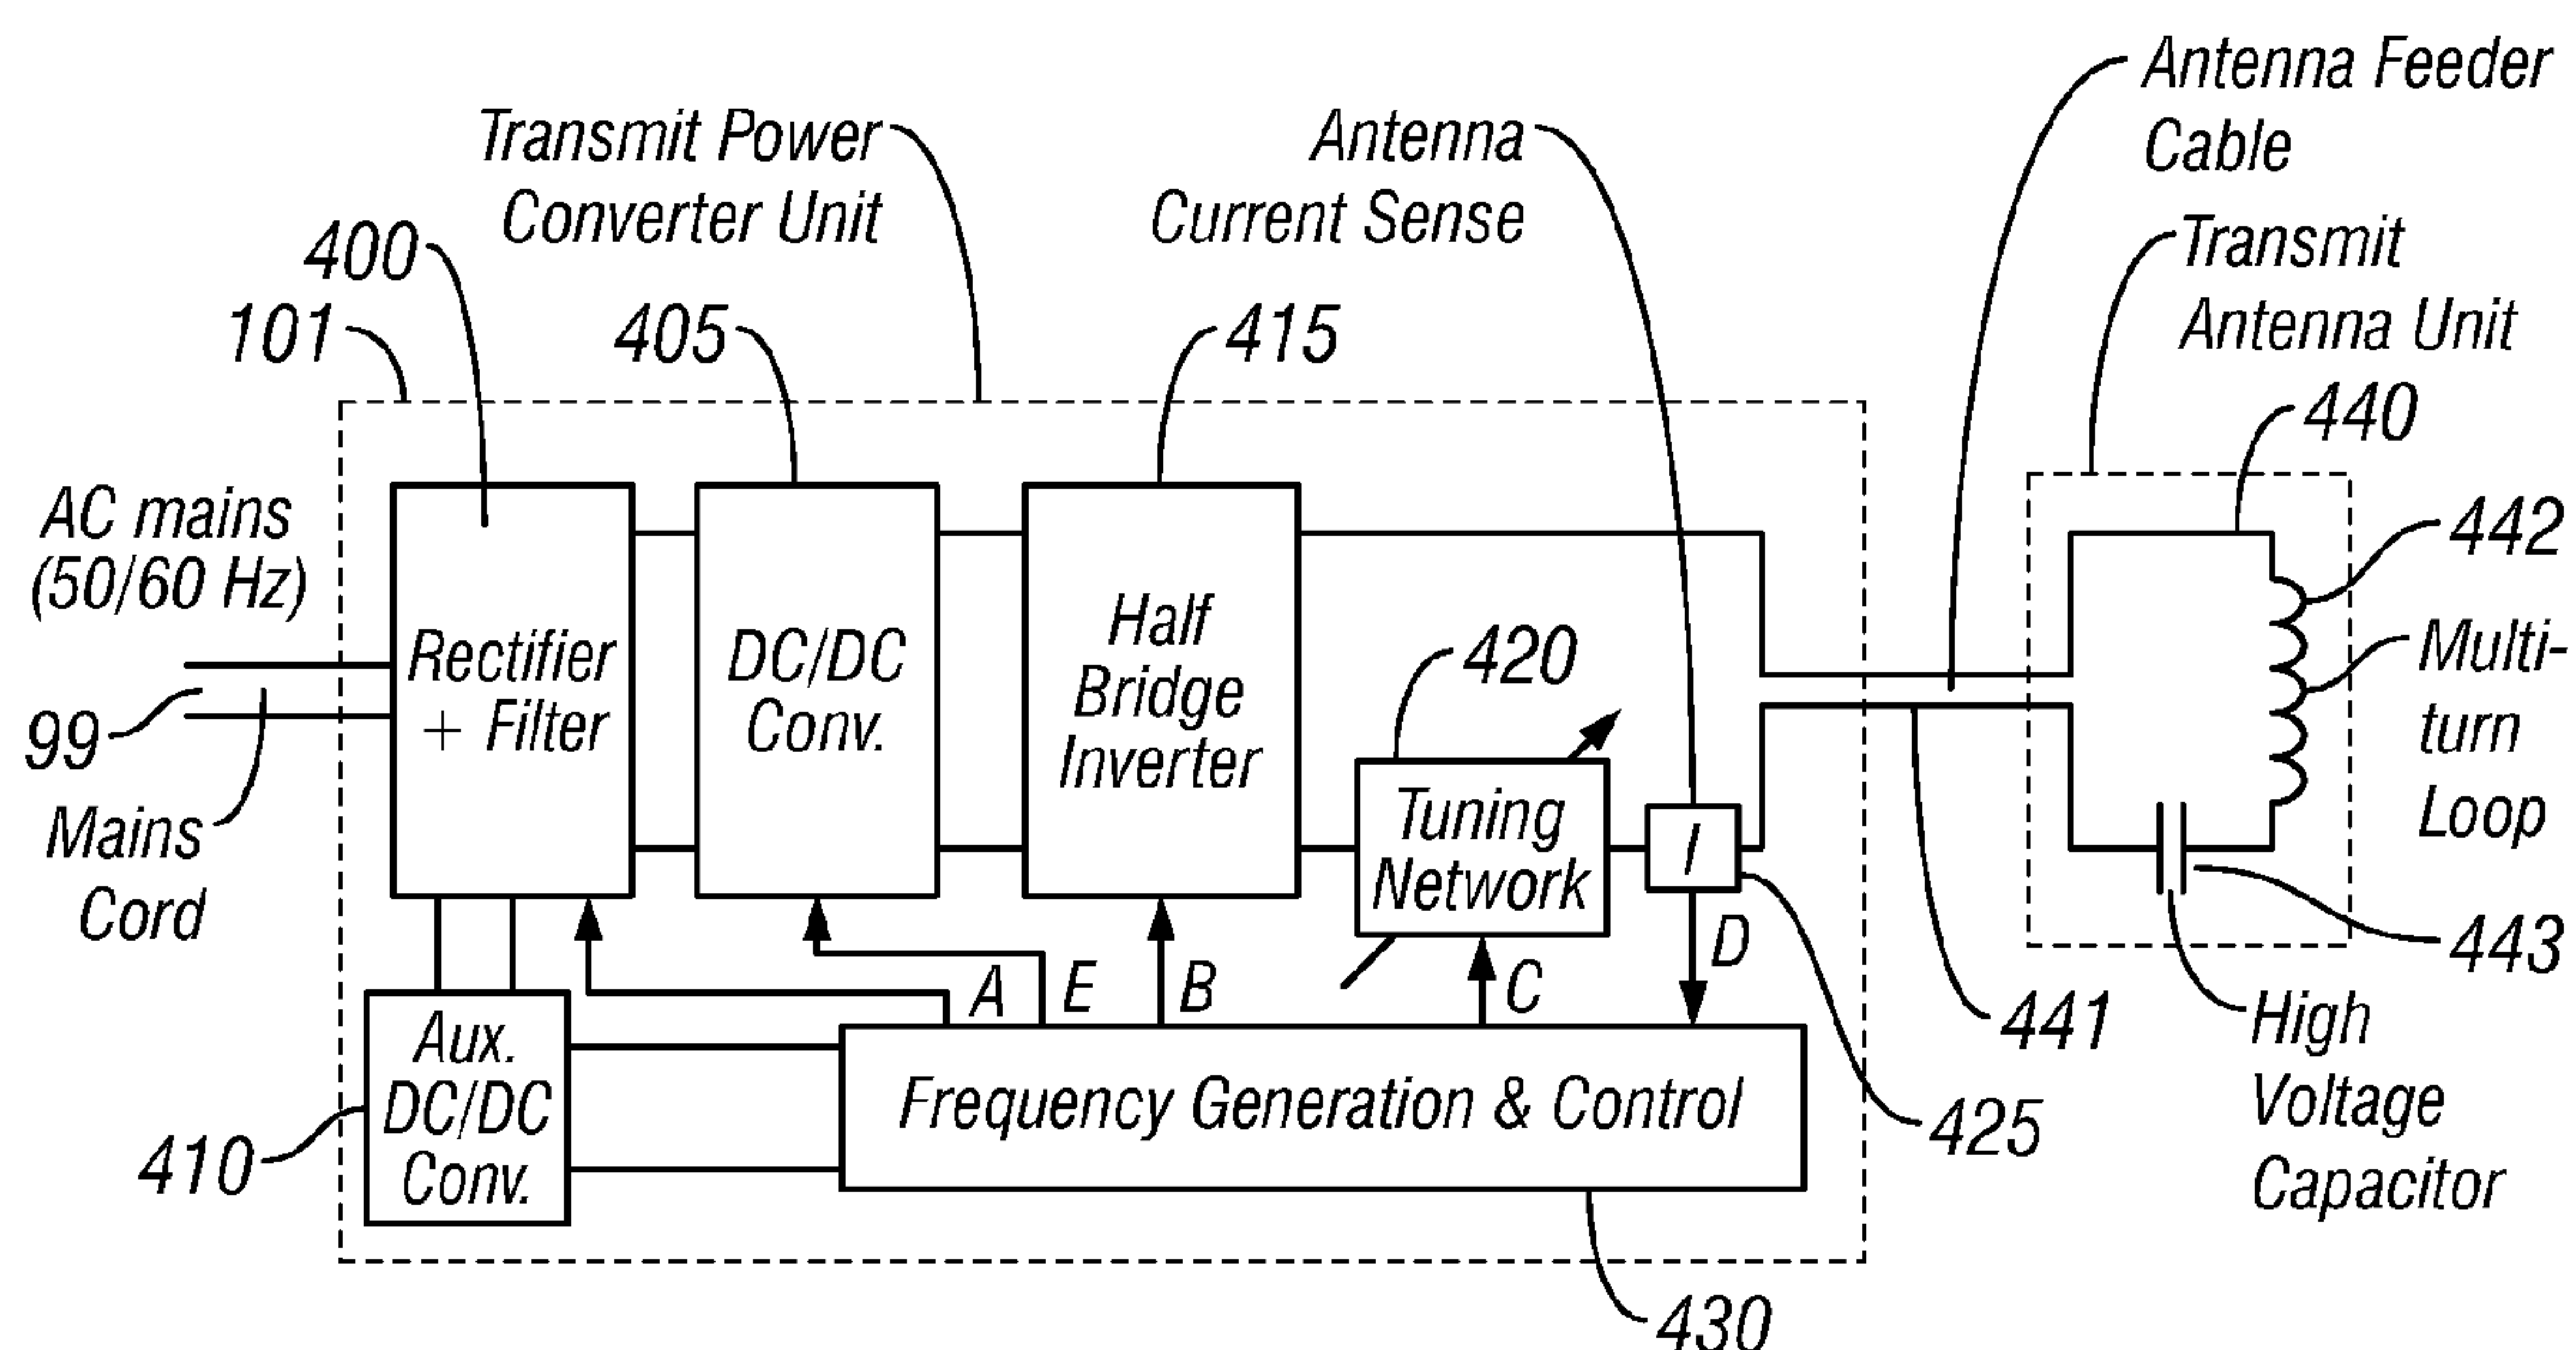 Antenna Feeder
Cable
Transmit Power
Converter Unit
Antenna
Current Sense
Transmit
Antenna Unit
400
101
405
415
440
442
AC mains
(50/60 Hz)
Rectifier
+ Filter
DC/DC
Conv.
Half
Bridge
Inverter
420
Multi-
turn
Loop
99
Mains
Cord
Tuning
Network
I
D
443
A
E
B
C
441
High
Voltage
Capacitor
Aux.
DC/DC
Conv.
Frequency Generation & Control
410
425
430